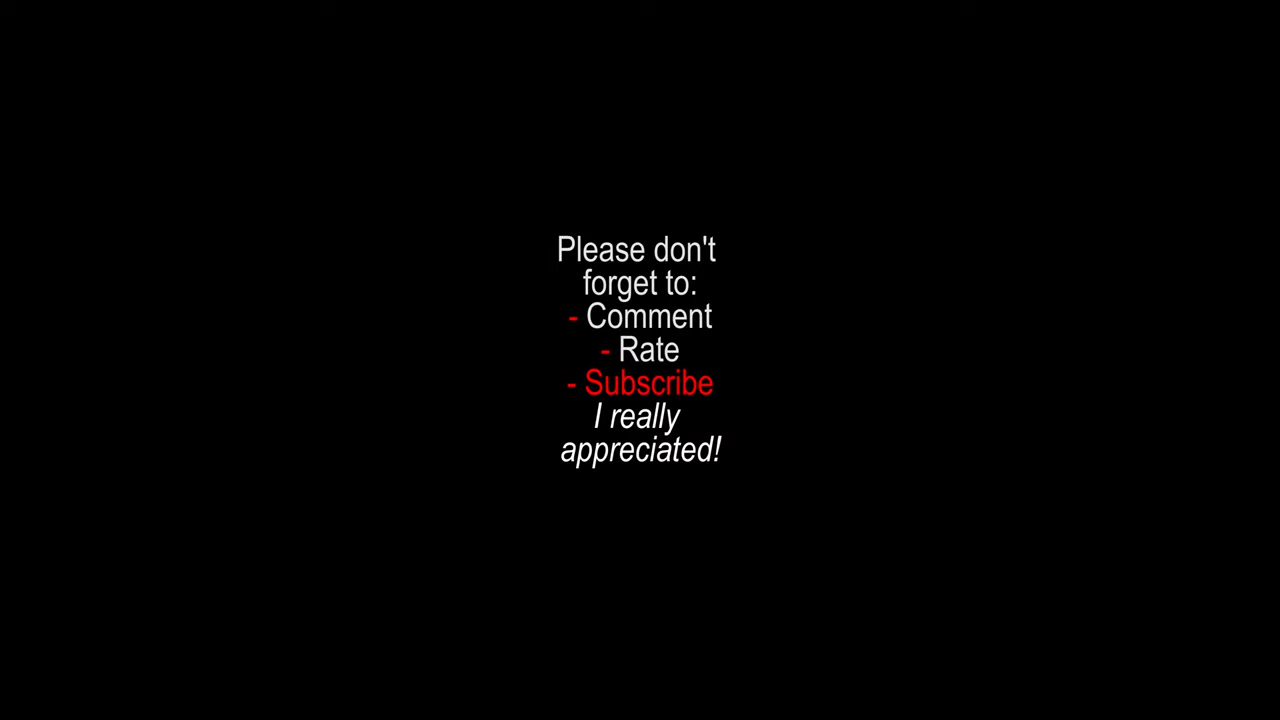 Please don't
forget to:
- Comment
- Rate
- Subscribe
I really
appreciated!